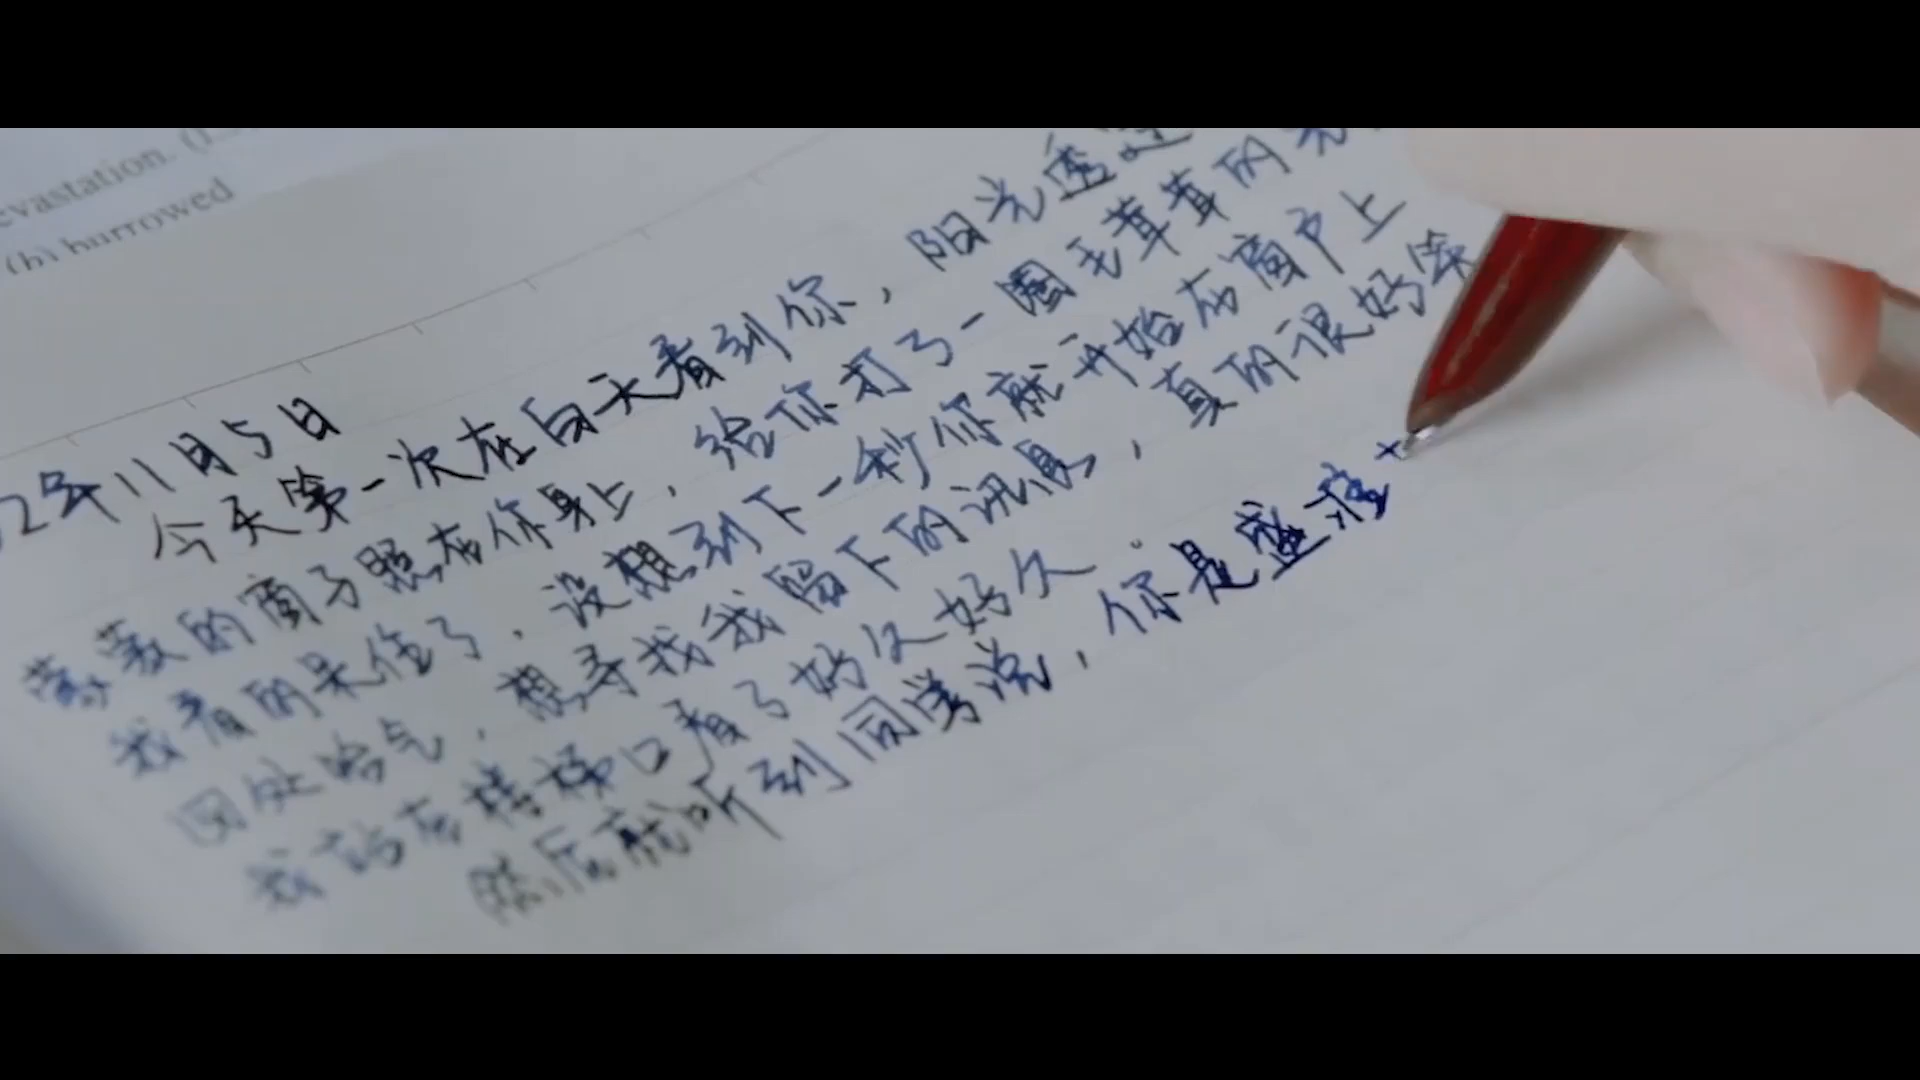 evastation.
(b) burrowed
2年11月5日
今天第一次在白天看到你，阳光透过
蒙蒙的窗子照在你身上，给你打了一圈毛茸茸的光
我看的呆住了，没想到下一秒你就开始在窗户上
四处哈气，想寻找我留下的讯息，真的很好笑
我站在楼梯口看了好久好久。
然后就听到同学说，你是盛淮